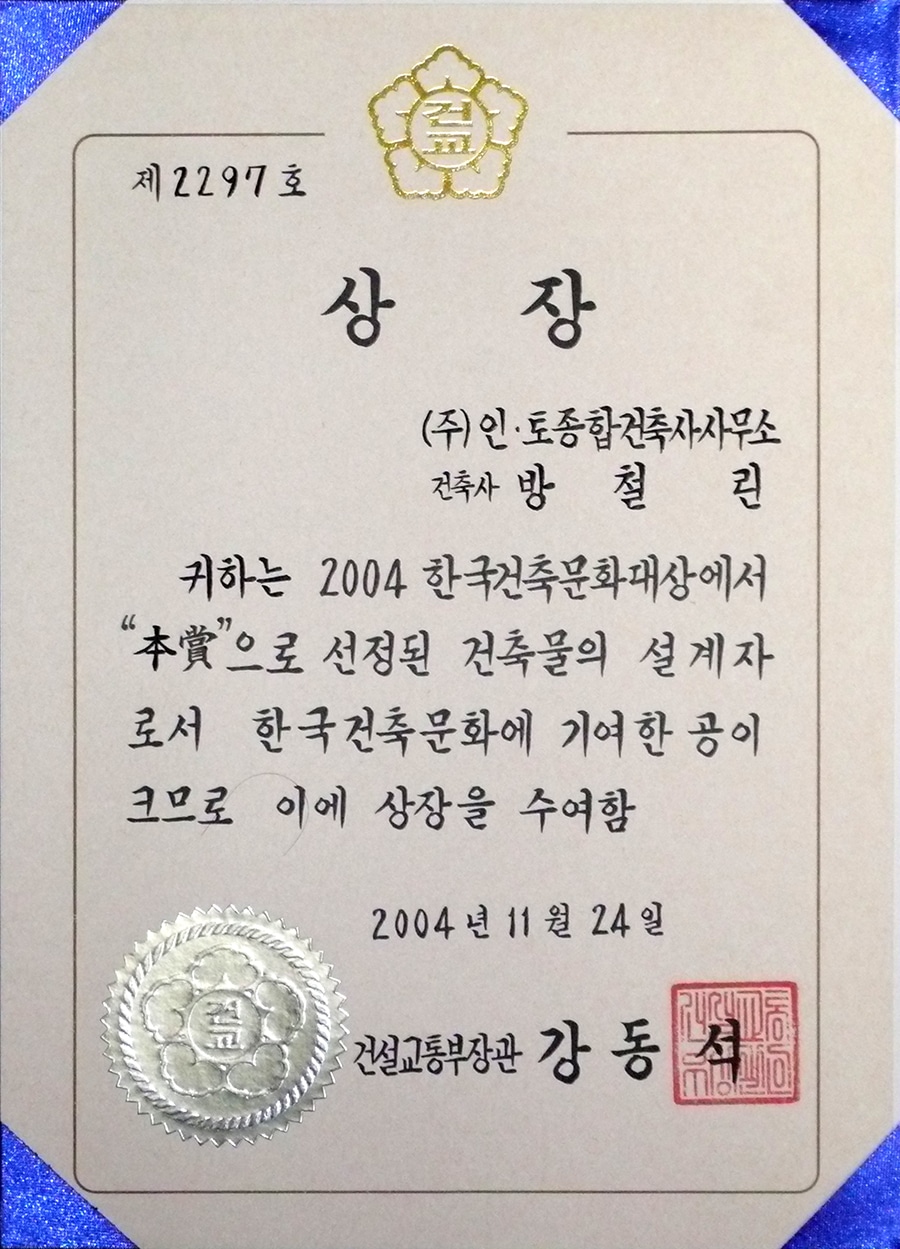 건
교
제2297호
상 장
(주)인·토종합건축사사무소
건축사 방 철 린
귀하는 2004 한국건축문화대상에서
“本賞”으로 선정된 건축물의 설계자
로서 한국건축문화에 기여한 공이
크므로 이에 상장을 수여함
2004년 11월 24일
건
교
건설교통부장관 강동석